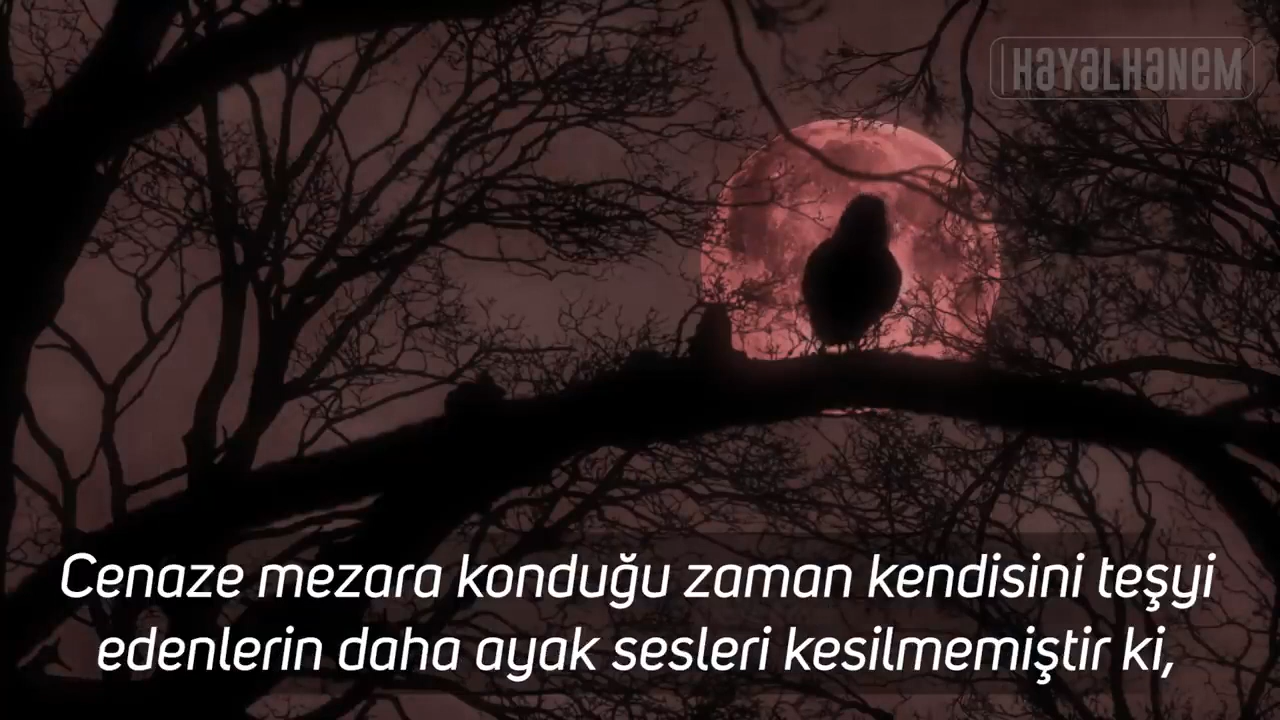 HAYALHANEM
Cenaze mezara konduğu zaman kendisini teşyi
edenlerin daha ayak sesleri kesilmemiştir ki,